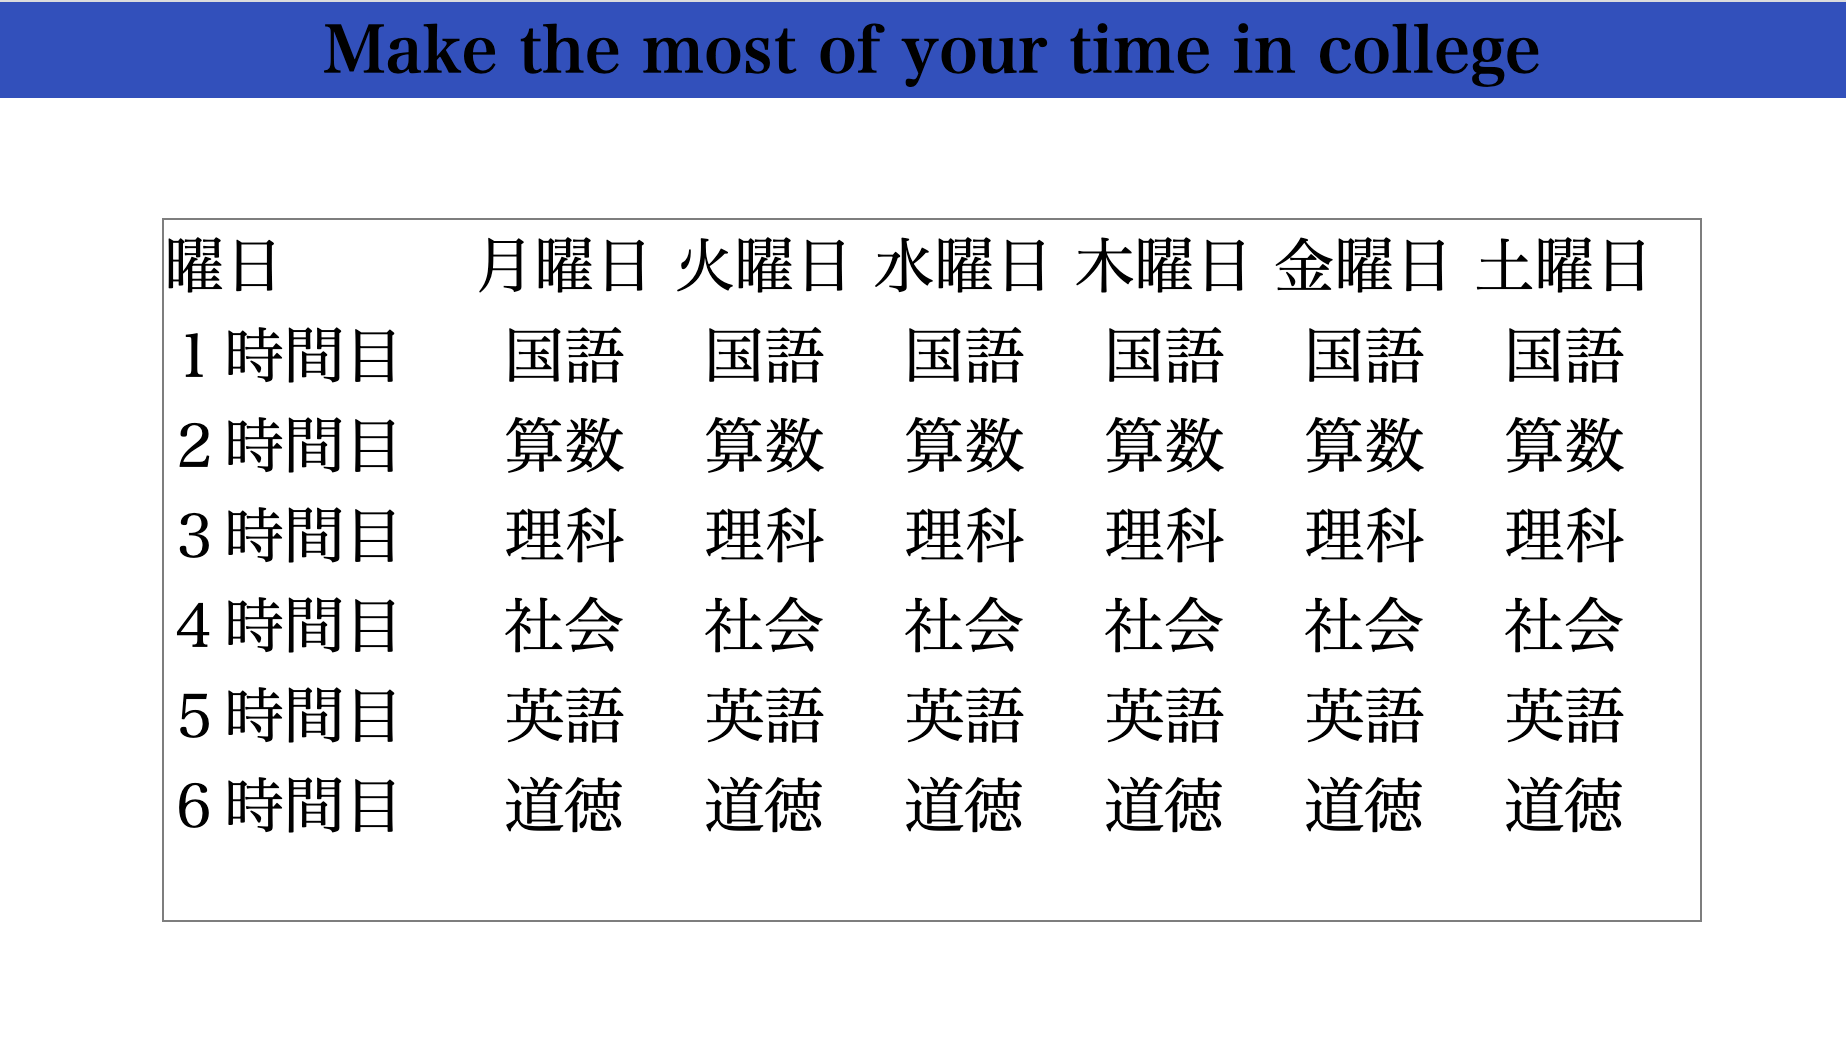 Make the most of your time in college
曜日 月曜日 火曜日 水曜日 木曜日 金曜日 土曜日
１時間目 国語 国語 国語 国語 国語 国語
２時間目 算数 算数 算数 算数 算数 算数
３時間目 理科 理科 理科 理科 理科 理科
４時間目 社会 社会 社会 社会 社会 社会
５時間目 英語 英語 英語 英語 英語 英語
６時間目 道徳 道徳 道徳 道徳 道徳 道徳